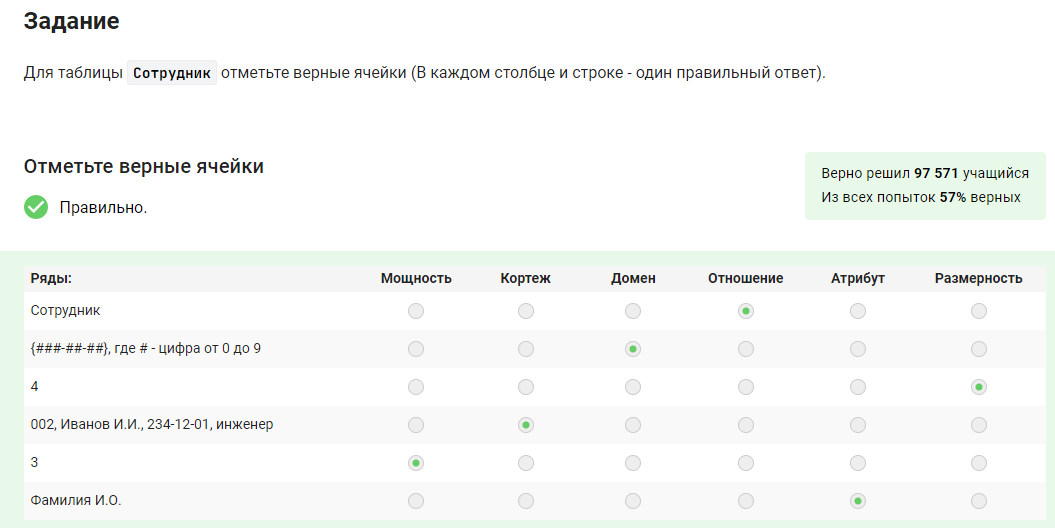 Задание
Для таблицы Сотрудник отметьте верные ячейки (В каждом столбце и строке - один правильный ответ).
Отметьте верные ячейки
Правильно.
Верно решил 97 571 учащийся
Из всех попыток 57% верных
Ряды: Мощность Кортеж Домен Отношение Атрибут Размерность
Сотрудник
{###-##-##}, где # - цифра от 0 до 9
4
002, Иванов И.И., 234-12-01, инженер
3
Фамилия И.О.